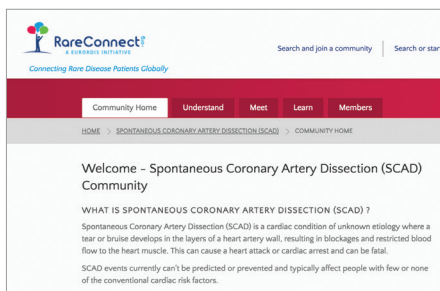 RareConnect
A EURORDIS INITIATIVE
Connecting Rare Disease Patients Globally
Search and join a community
Search or star
Community Home
Understand
Meet
Learn
Members
HOME > SPONTANEOUS CORONARY ARTERY DISSECTION (SCAD) > COMMUNITY HOME
Welcome - Spontaneous Coronary Artery Dissection (SCAD)
Community
WHAT IS SPONTANEOUS CORONARY ARTERY DISSECTION (SCAD) ?
Spontaneous Coronary Artery Dissection (SCAD) is a cardiac condition of unknown etiology where a
tear or bruise develops in the layers of a heart artery wall, resulting in blockages and restricted blood
flow to the heart muscle. This can cause a heart attack or cardiac arrest and can be fatal.
SCAD events currently can't be predicted or prevented and typically affect people with few or none
of the conventional cardiac risk factors.